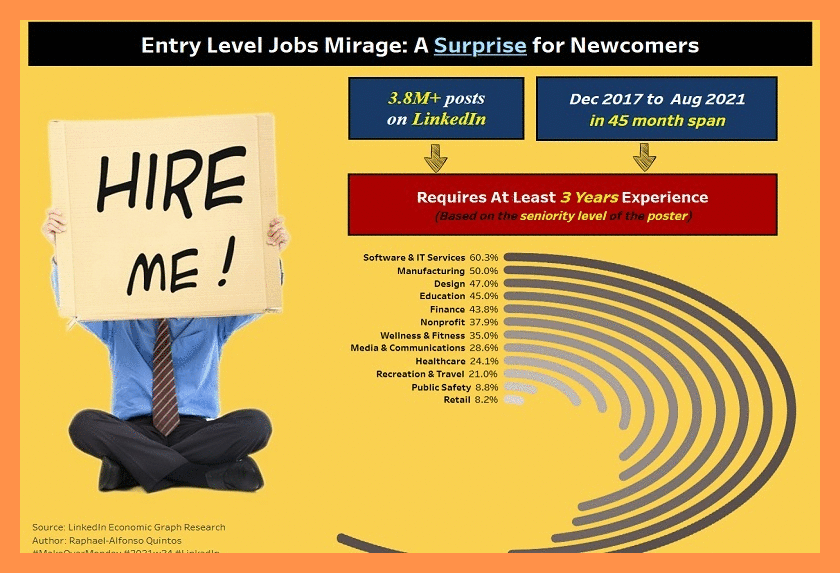 Entry Level Jobs Mirage: A Surprise for Newcomers
3.8M+ posts
on LinkedIn
Dec 2017 to Aug 2021
in 45 month span
Requires At Least 3 Years Experience
(Based on the seniority level of the poster)
HIRE
ME!
Software & IT Services 60.3%
Manufacturing 50.0%
Design 47.0%
Education 45.0%
Finance 43.8%
Nonprofit 37.9%
Wellness & Fitness 35.0%
Media & Communications 28.6%
Healthcare 24.1%
Recreation & Travel 21.0%
Public Safety 8.8%
Retail 8.2%
Source: LinkedIn Economic Graph Research
Author: Raphael-Alfonso Quintos
#MakeOverMonday #2021w34 #LinkedIn